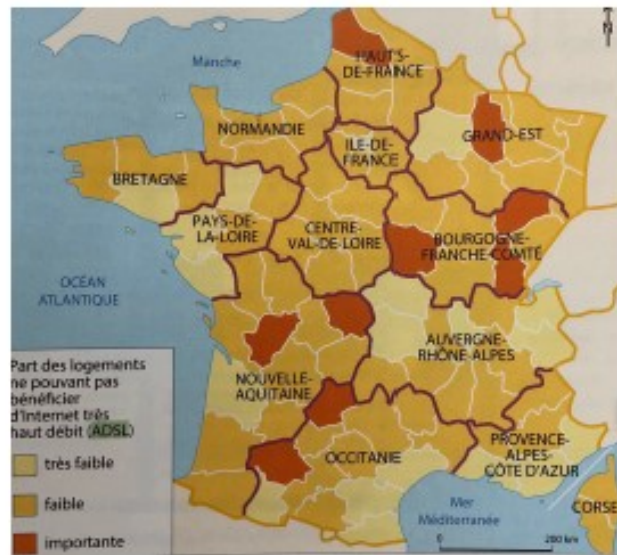 N
Manche
HAUTS-
DE-FRANCE
NORMANDIE
GRAND-EST
ILE-DE-
FRANCE
BRETAGNE
PAYS-DE-
LA-LOIRE
CENTRE-
VAL-DE-LOIRE
BOURGOGNE-
FRANCHE-COMTÉ
OCÉAN
ATLANTIQUE
AUVERGNE-
RHÔNE-ALPES
NOUVELLE-
AQUITAINE
OCCITANIE
PROVENCE-
ALPES-
CÔTE D'AZUR
Mer
Méditerranée
CORSE
200 km
Part des logements
ne pouvant pas
bénéficier
d'Internet très
haut débit (ADSL)
très faible
faible
importante